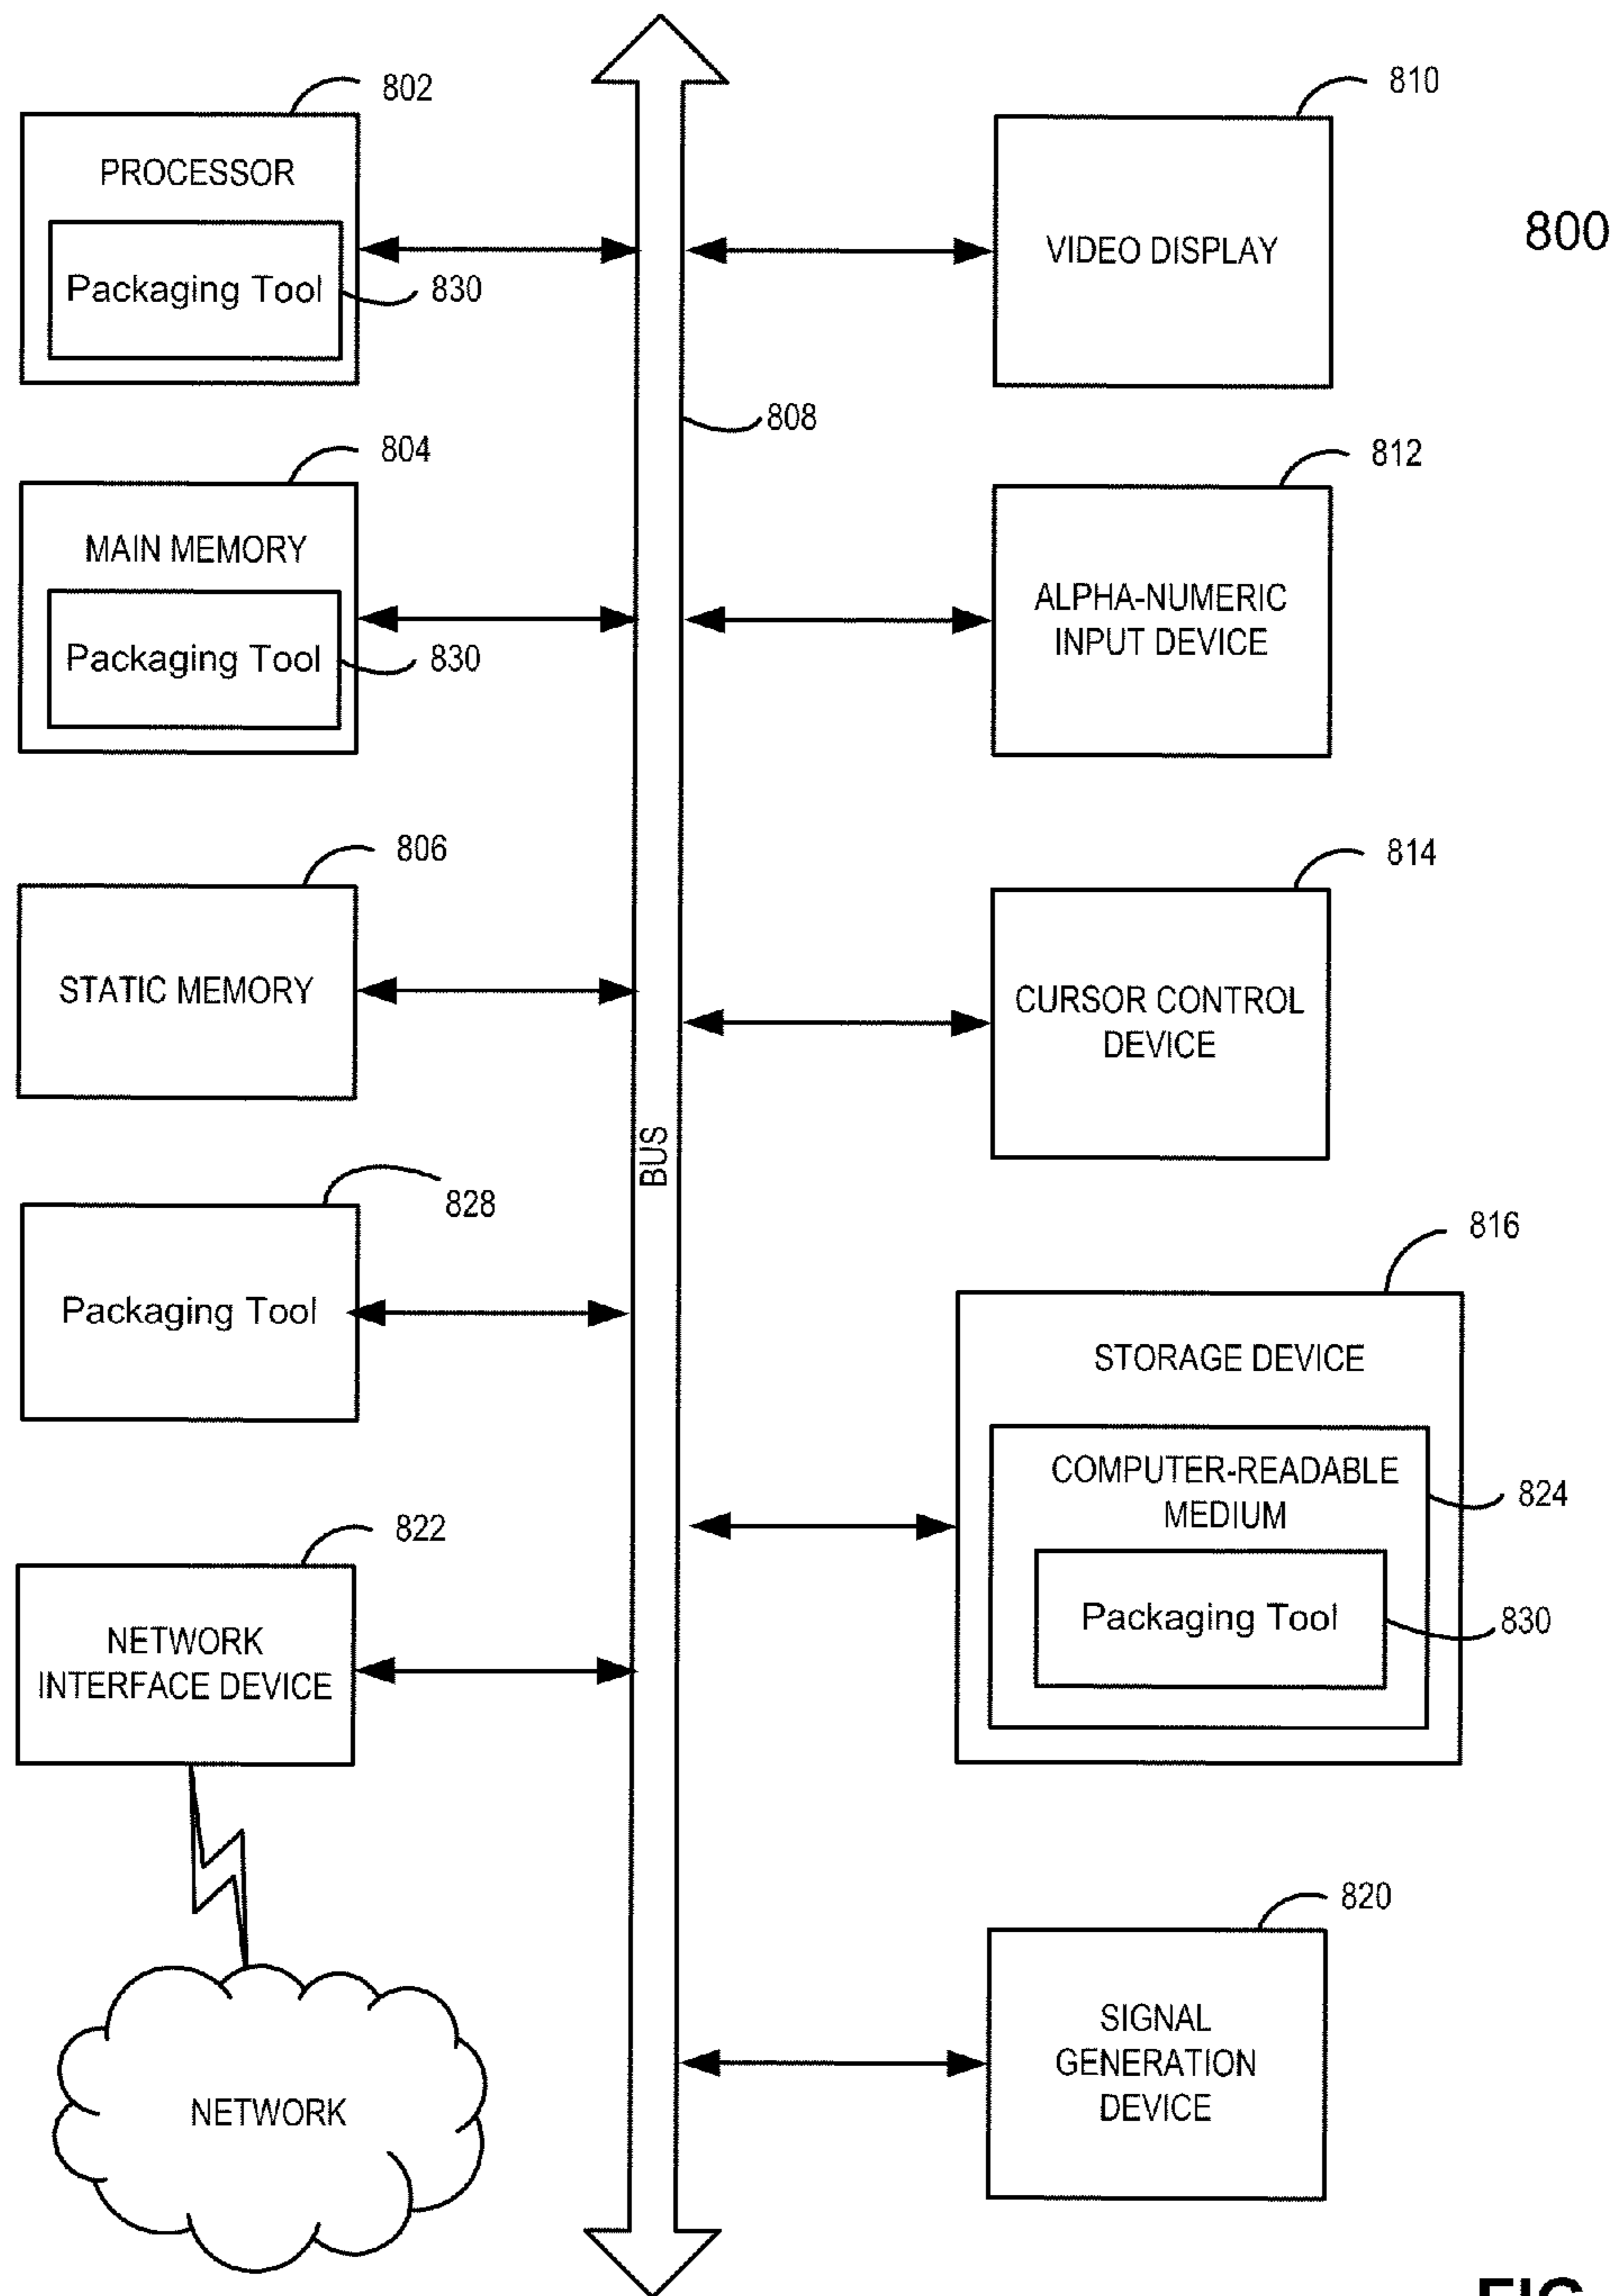 802
PROCESSOR
Packaging Tool
830
810
VIDEO DISPLAY
800
808
804
MAIN MEMORY
Packaging Tool
830
812
ALPHA-NUMERIC
INPUT DEVICE
806
STATIC MEMORY
814
CURSOR CONTROL
DEVICE
BUS
828
Packaging Tool
816
STORAGE DEVICE
COMPUTER-READABLE
MEDIUM
824
Packaging Tool
830
822
NETWORK
INTERFACE DEVICE
NETWORK
820
SIGNAL
GENERATION
DEVICE